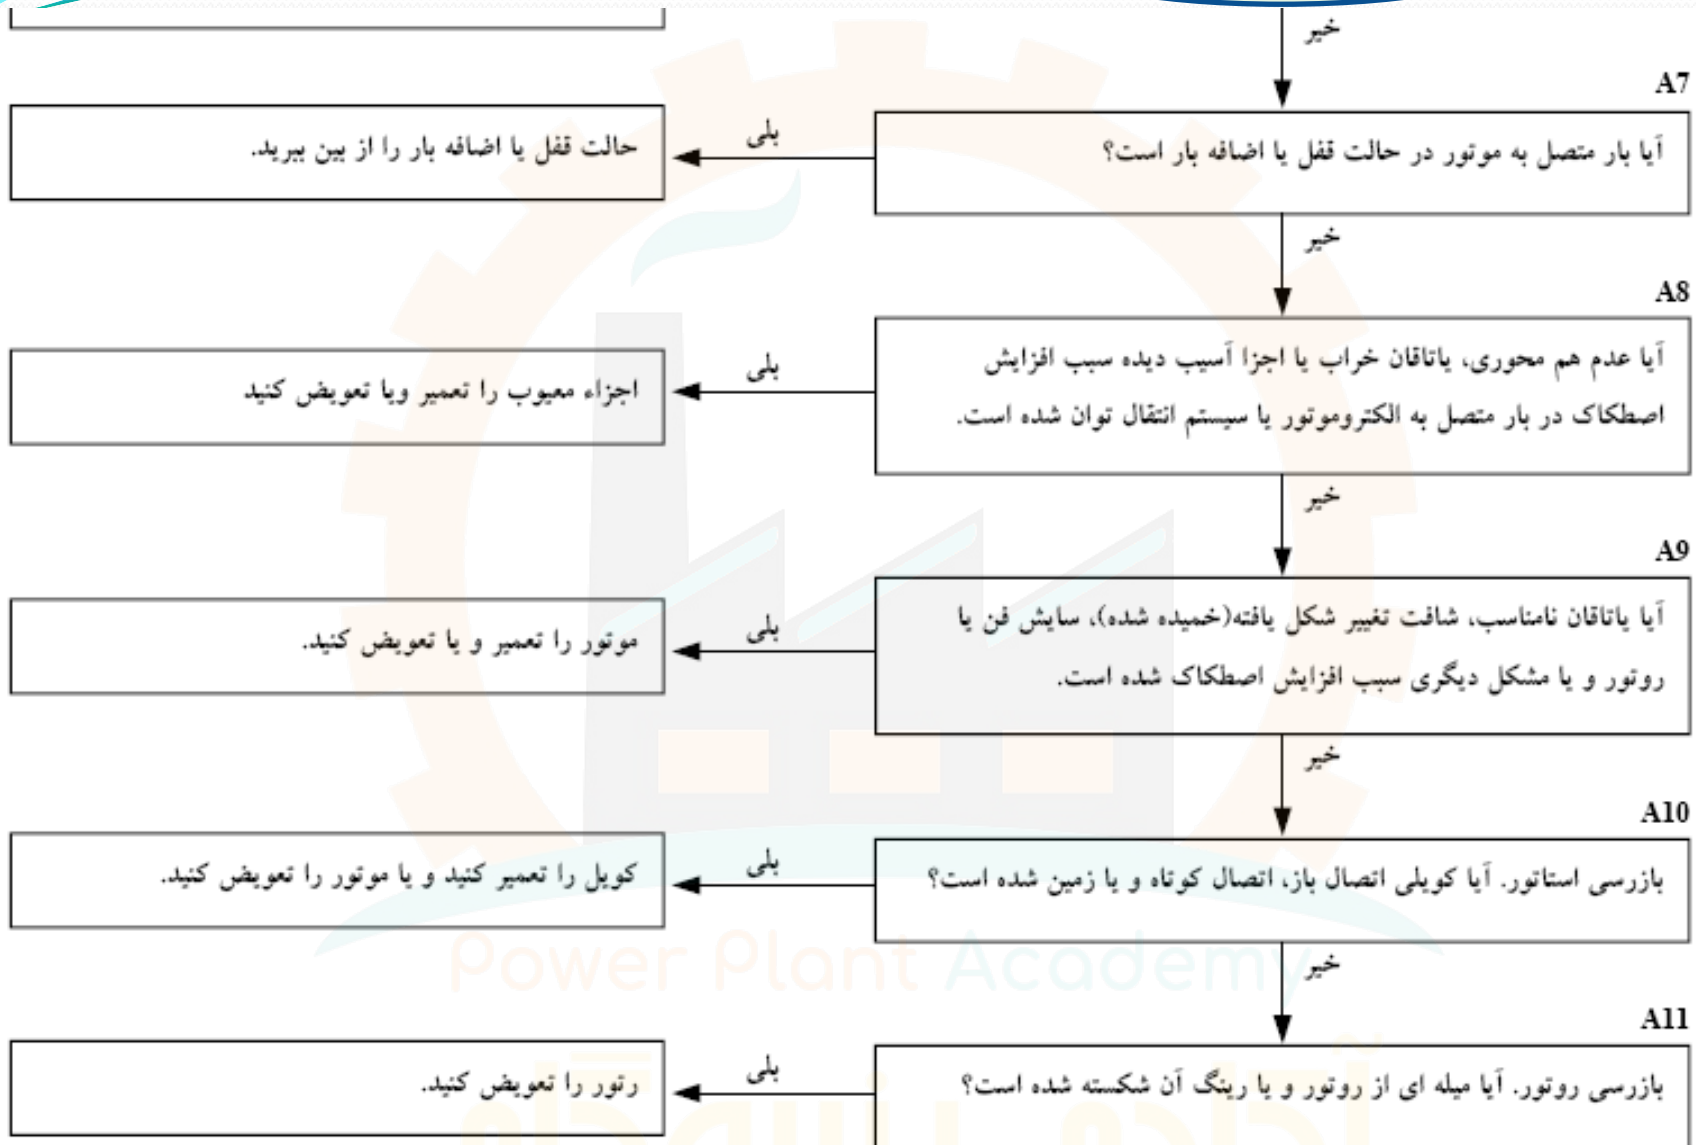 خیر
A7
آیا بار متصل به موتور در حالت قفل یا اضافه بار است؟
بلی
حالت قفل یا اضافه بار را از بین ببرید.
خیر
A8
آیا عدم هم محوری، یاتاقان خراب یا اجزا آسیب دیده سبب افزایش
اصطکاک در بار متصل به الکتروموتور یا سیستم انتقال توان شده است.
بلی
اجزاء معیوب را تعمیر ویا تعویض کنید
خیر
A9
آیا یاتاقان نامناسب، شافت تغییر شکل یافته(خمیده شده)، سایش فن یا
روتور و یا مشکل دیگری سبب افزایش اصطکاک شده است.
بلی
موتور را تعمیر و یا تعویض کنید.
خیر
A10
بازرسی استاتور. آیا کویلی اتصال باز، اتصال کوتاه و یا زمین شده است؟
بلی
کویل را تعمیر کنید و یا موتور را تعویض کنید.
Power Plant Academy
خیر
A11
بازرسی روتور. آیا میله ای از روتور و یا رینگ آن شکسته شده است؟
بلی
رتور را تعویض کنید.